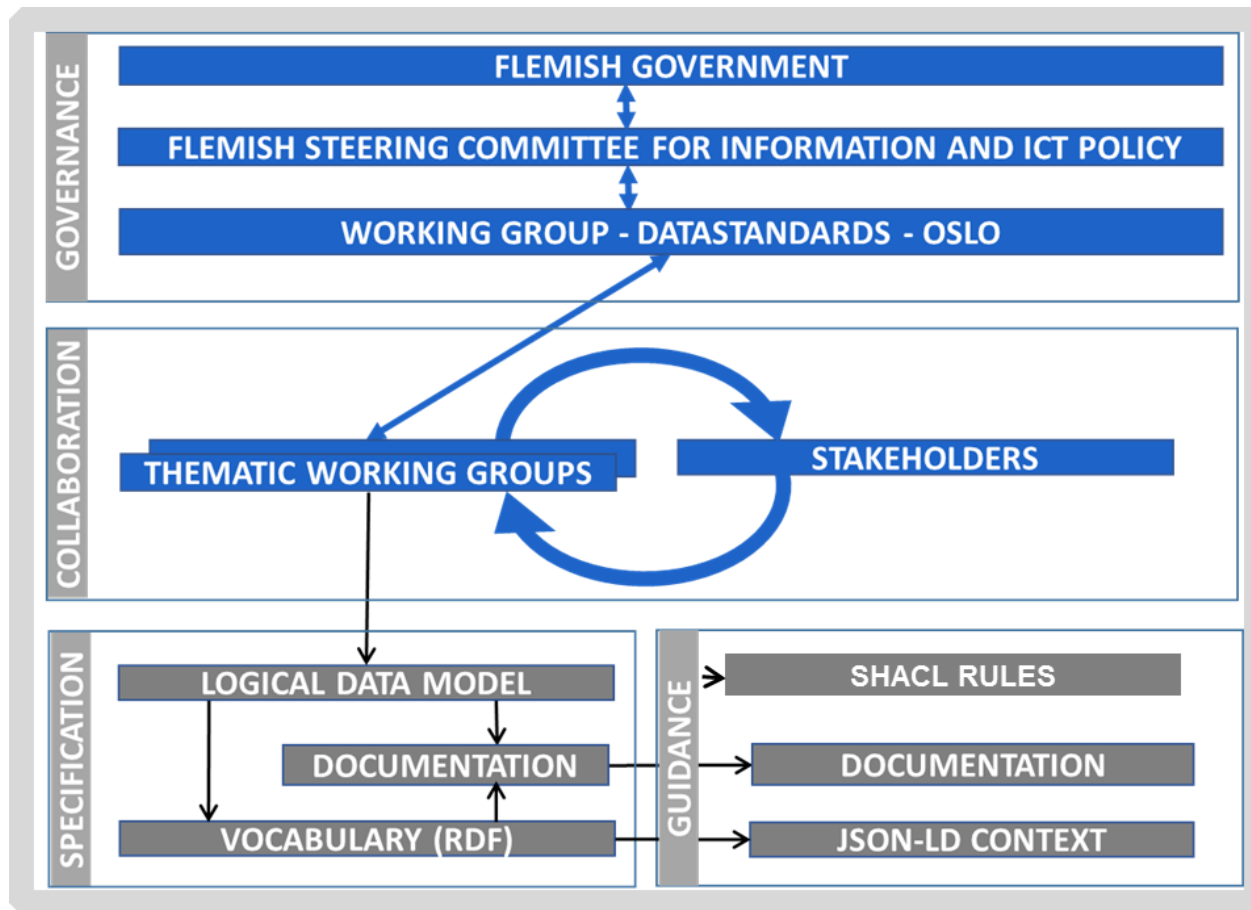 GOVERNANCE
FLEMISH GOVERNMENT
FLEMISH STEERING COMMITTEE FOR INFORMATION AND ICT POLICY
WORKING GROUP - DATASTANDARDS - OSLO
COLLABORATION
THEMATIC WORKING GROUPS
STAKEHOLDERS
SPECIFICATION
LOGICAL DATA MODEL
DOCUMENTATION
VOCABULARY (RDF)
GUIDANCE
SHACL RULES
DOCUMENTATION
JSON-LD CONTEXT